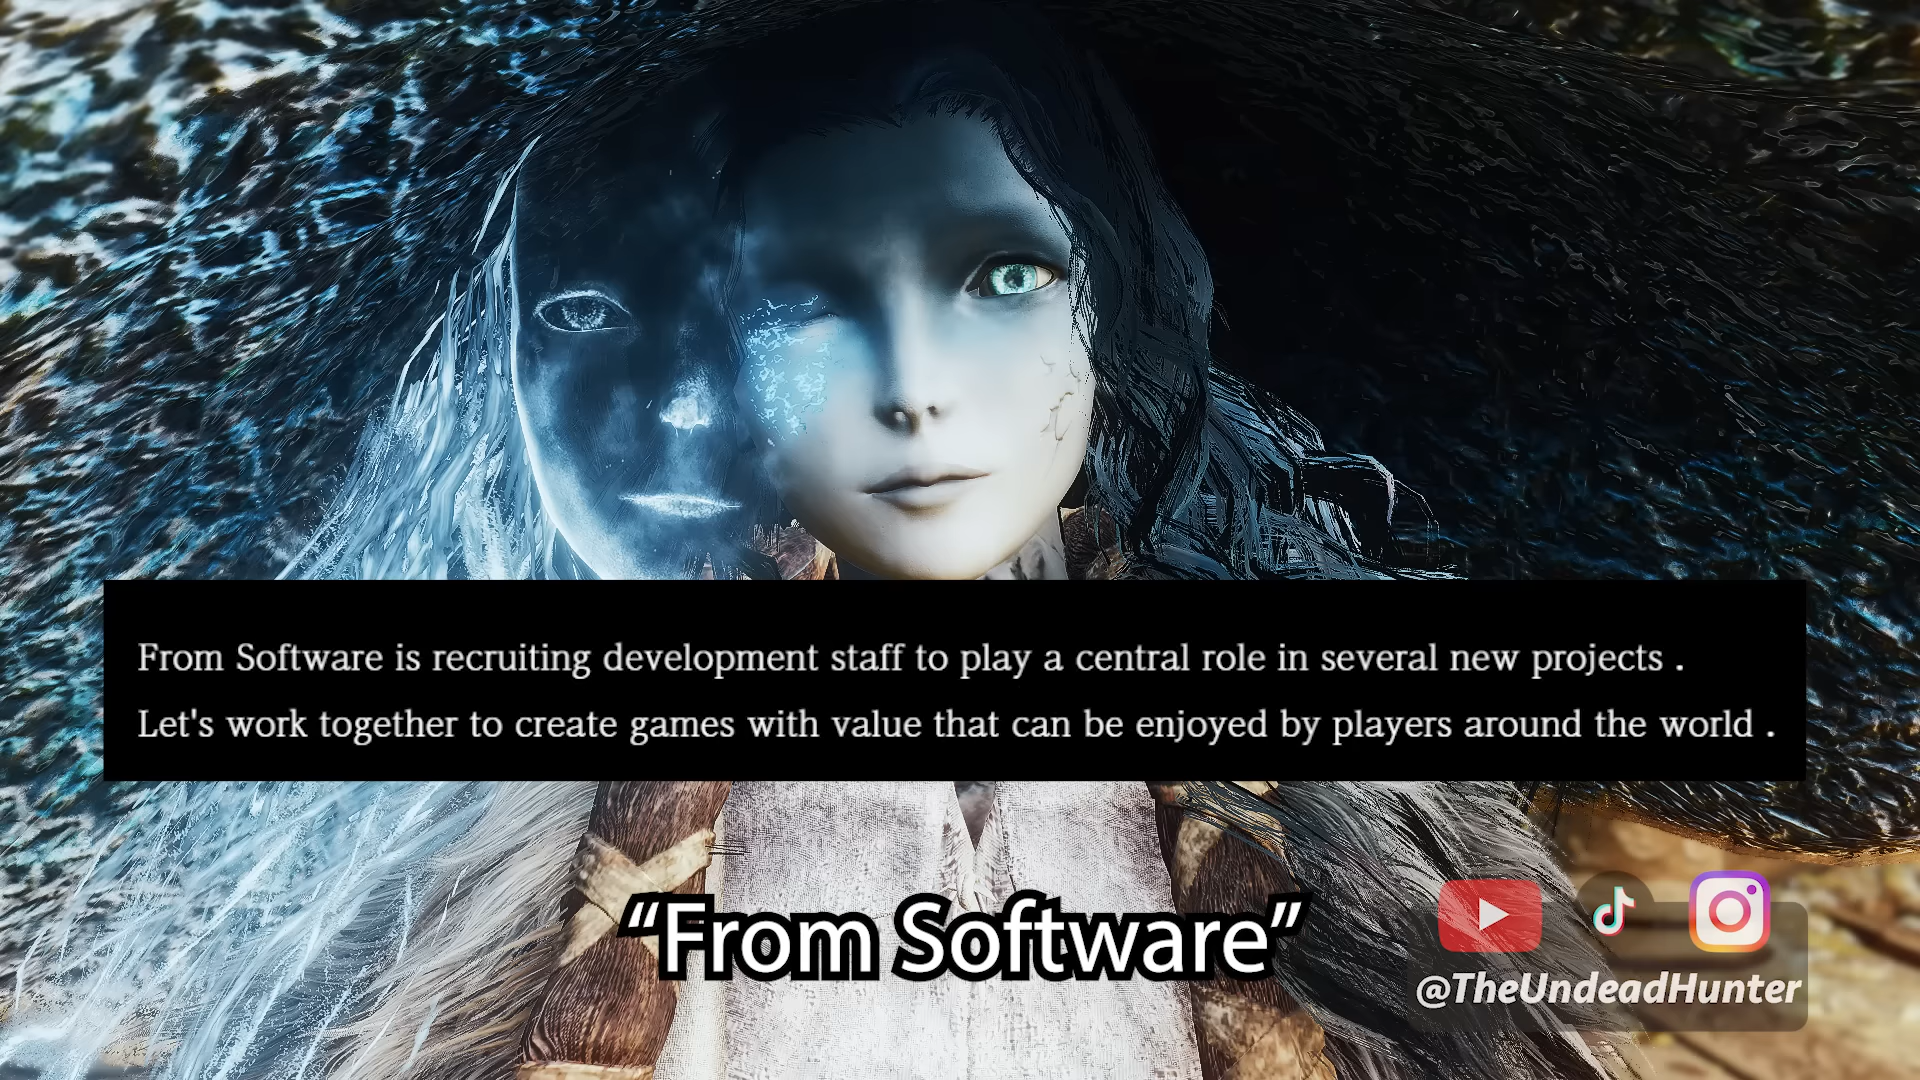 From Software is recruiting development staff to play a central role in several new projects .
Let's work together to create games with value that can be enjoyed by players around the world .
“From Software”
@TheUndeadHunter